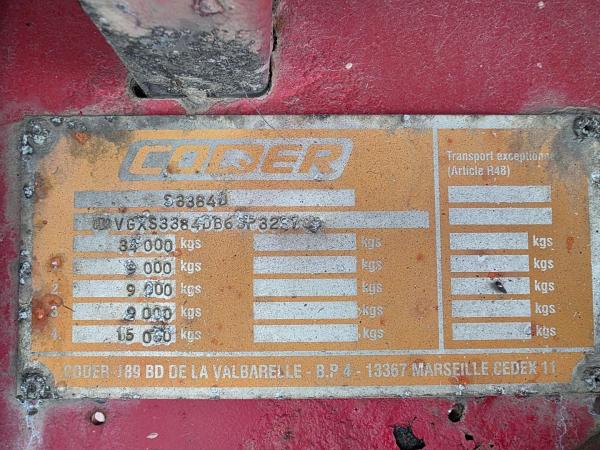 CODER
Transport exceptionnel
(Article R48)
S3384D
34 000 kgs kgs kgs
1 9 000 kgs kgs kgs
2 9 000 kgs kgs kgs
3 9 000 kgs kgs kgs
4 15 000 kgs kgs kgs
CODER 189 BD DE LA VALBARELLE - B.P 4 - 13367 MARSEILLE CEDEX 11